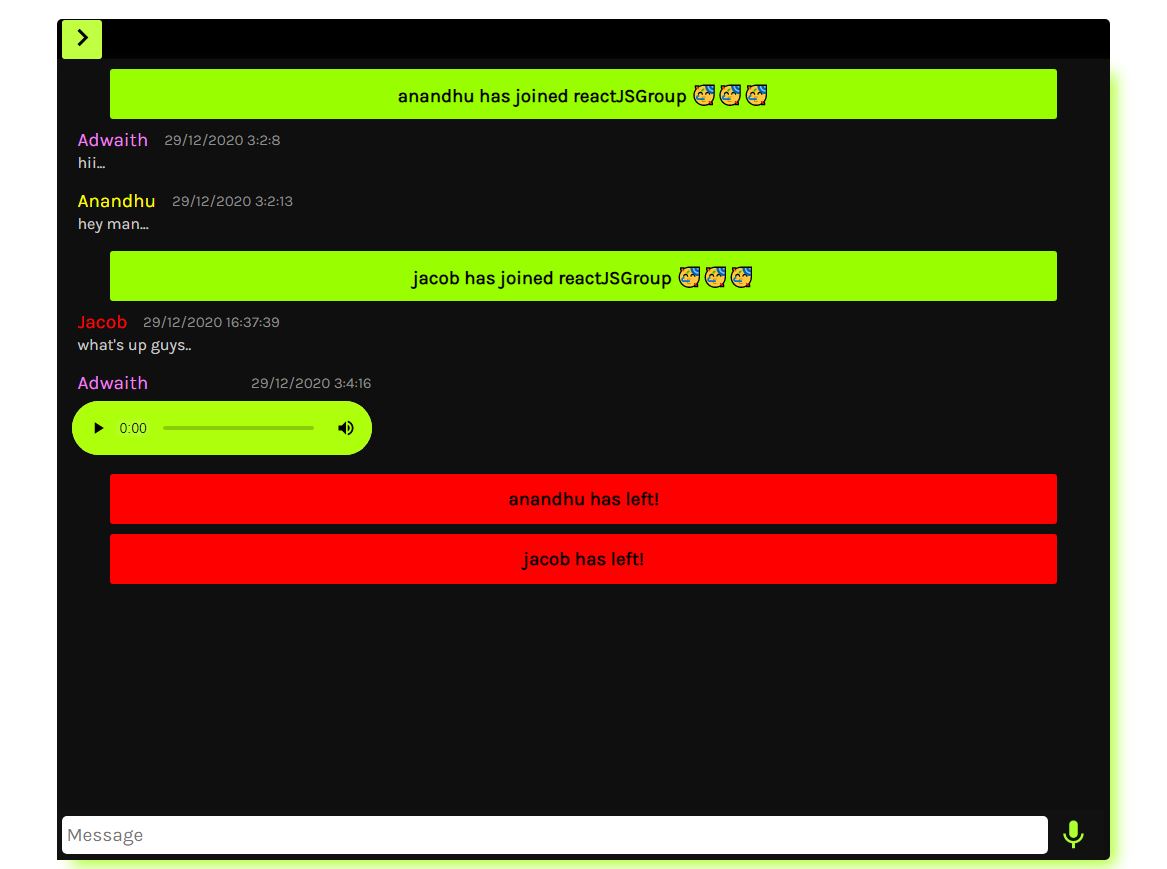 anandhu has joined reactJSGroup 🥳🥳🥳
Adwaith 29/12/2020 3:2:8
hii...
Anandhu 29/12/2020 3:2:13
hey man...
jacob has joined reactJSGroup 🥳🥳🥳
Jacob 29/12/2020 16:37:39
what's up guys..
Adwaith 29/12/2020 3:4:16
0:00
anandhu has left!
jacob has left!
Message